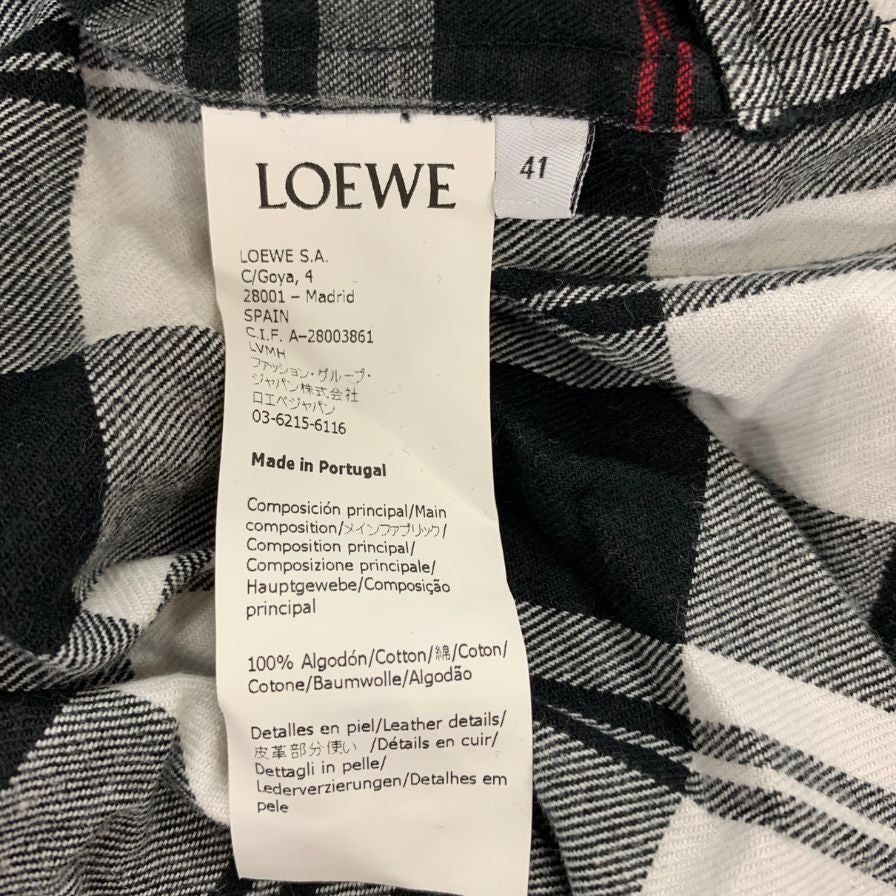 LOEWE
41
LOEWE S.A.
C/Goya, 4
28001 – Madrid
SPAIN
C.I.F. A-28003861
LVMH
ファッション・グループ・
ジャパン株式会社
ロエベジャパン
03-6215-6116
Made in Portugal
Composición principal/Main
composition/メインファブリック/
Composition principal/
Composizione principale/
Hauptgewebe/Composição
principal
100% Algodón/Cotton/綿/Coton/
Cotone/Baumwolle/Algodão
Detalles en piel/Leather details/
皮革部分使い /Détails en cuir/
Dettagli in pelle/
Lederverzierungen/Detalhes em
pele